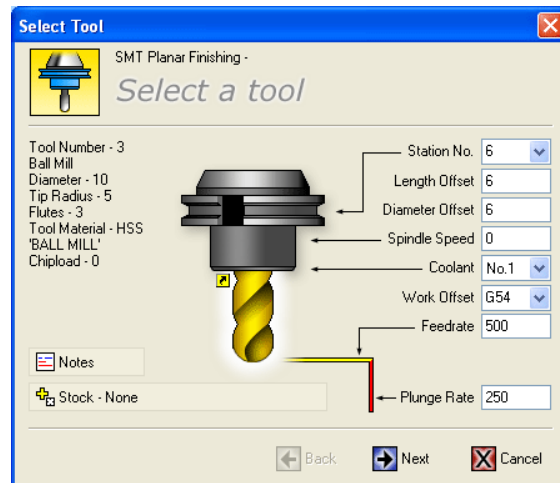 Select Tool
SMT Planar Finishing -
Select a tool
Tool Number - 3
Ball Mill
Diameter - 10
Tip Radius - 5
Flutes - 3
Tool Material - HSS
'BALL MILL'
Chipload - 0
Station No. 6
Length Offset 6
Diameter Offset 6
Spindle Speed 0
Coolant No.1
Work Offset G54
Feedrate 500
Notes
Stock - None
Plunge Rate 250
Back Next Cancel